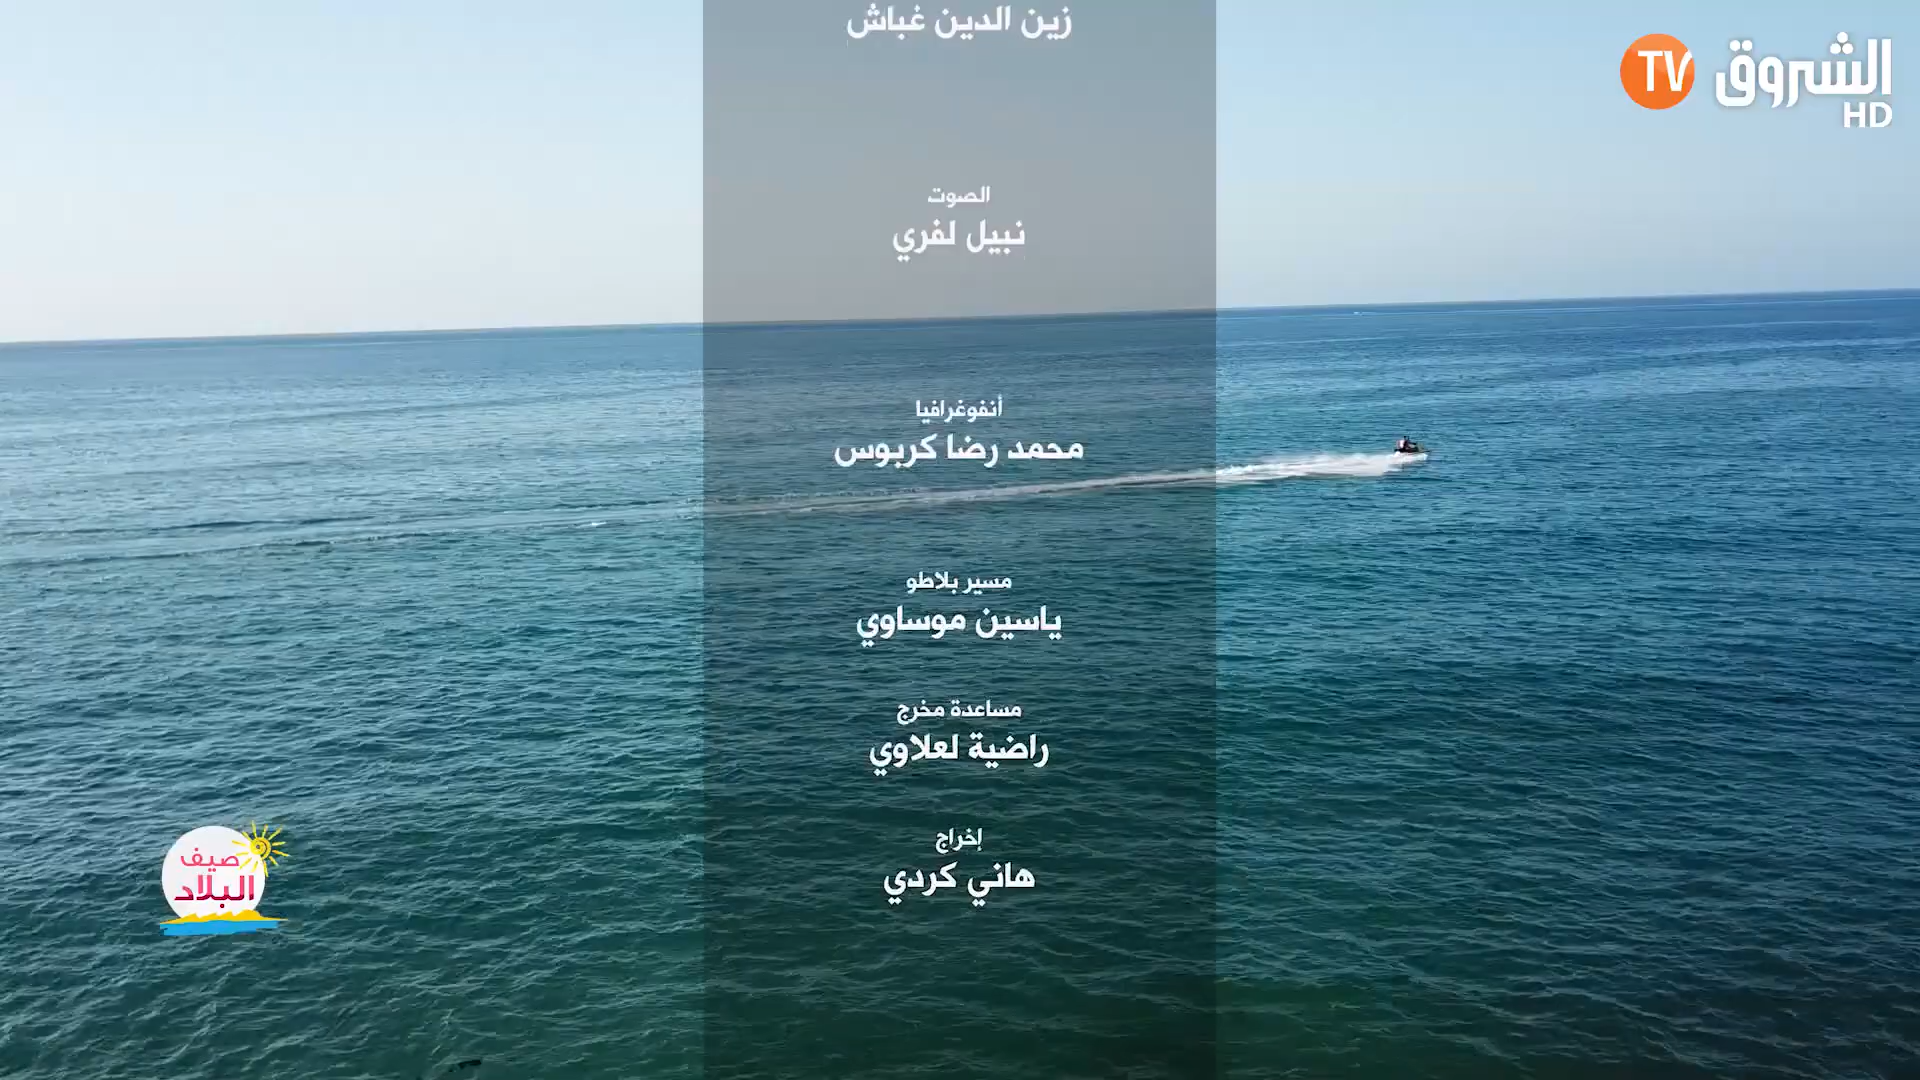 زين الدين غباش
TV الشروق
HD
الصوت
نبيل لفري
أنفوغرافيا
محمد رضا كربوس
مسير بلاطو
ياسين موساوي
مساعدة مخرج
راضية لعلاوي
إخراج
هاني كردي
صيف
البلاد